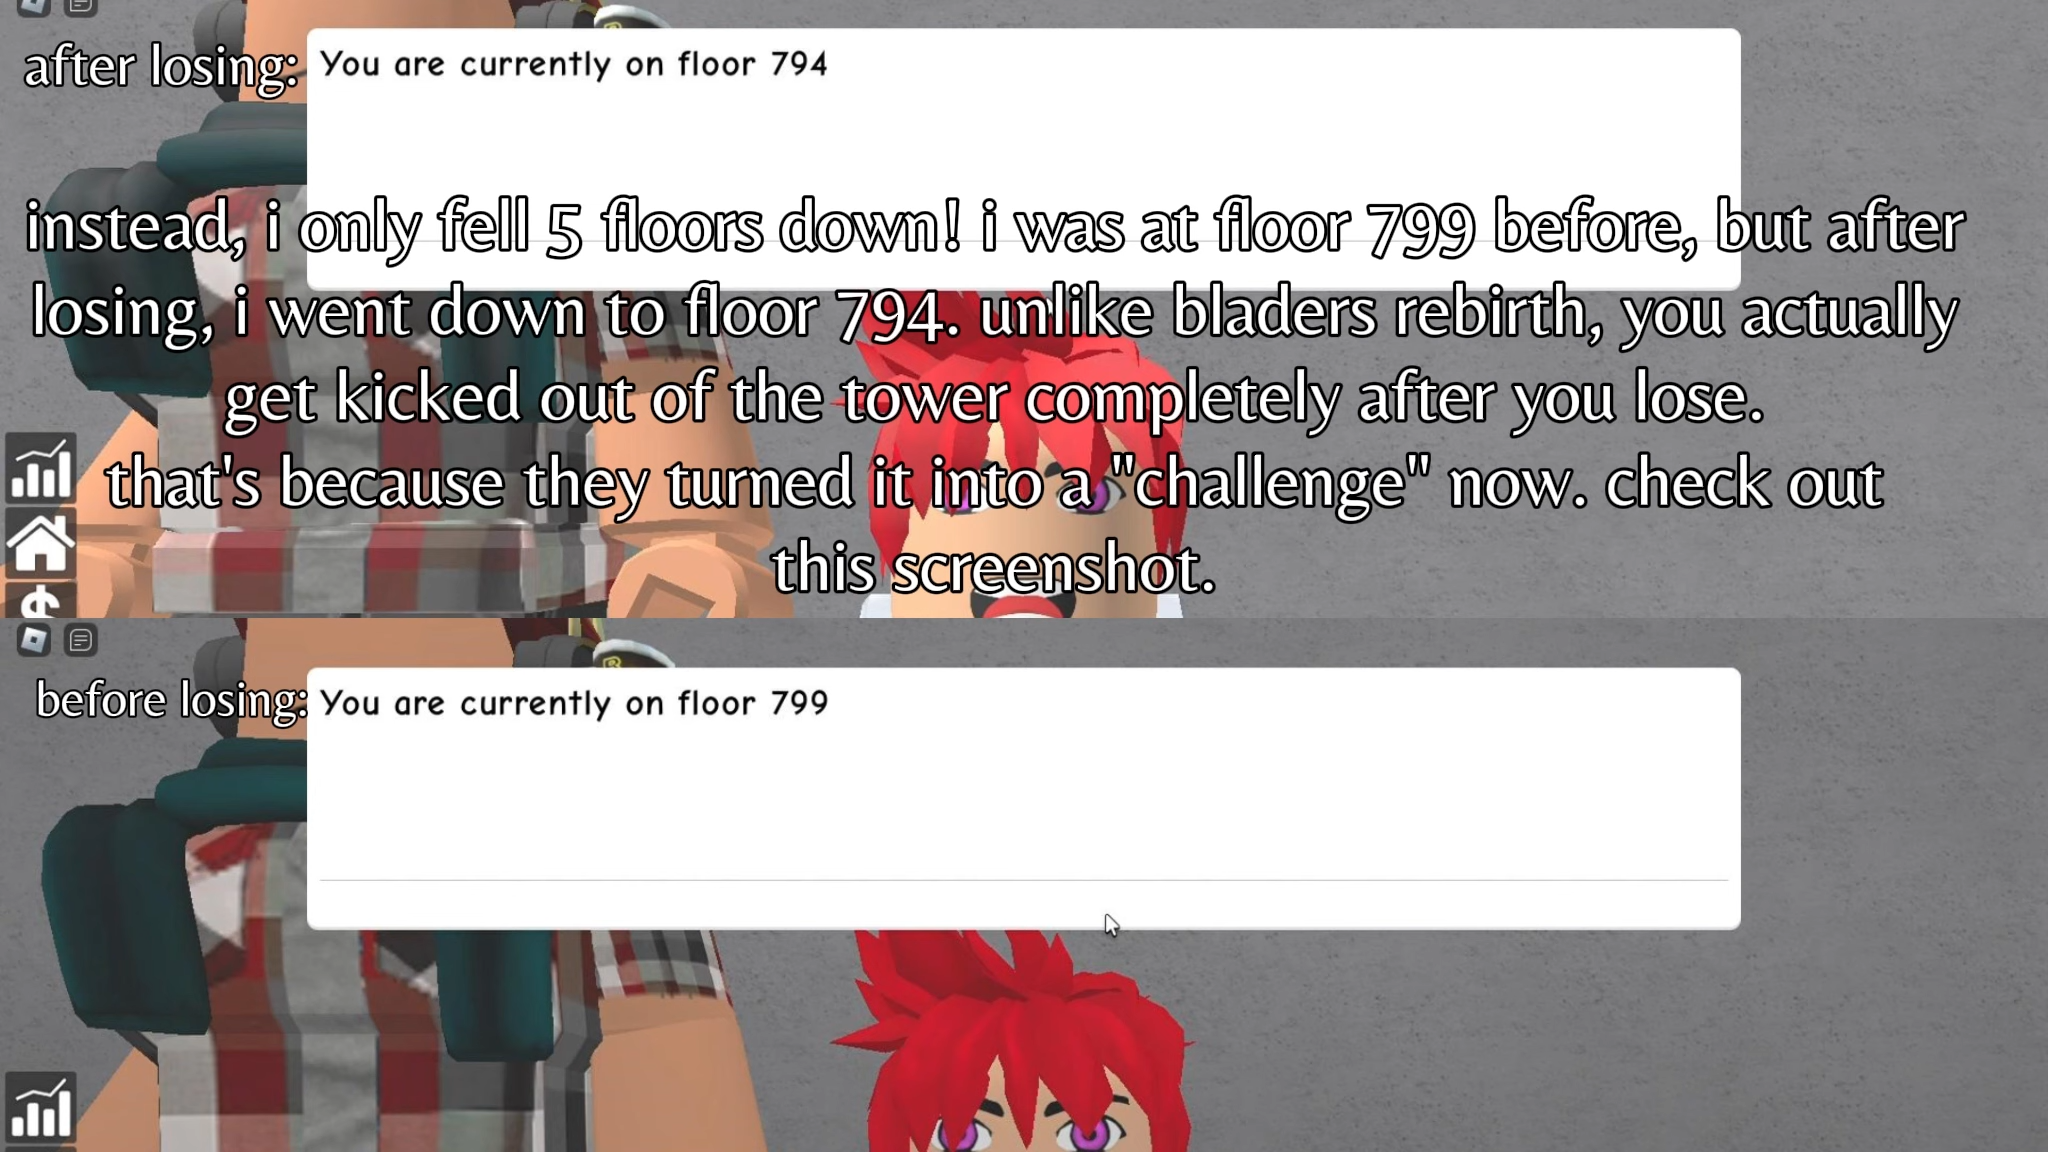 after losing: You are currently on floor 794
instead, i only fell 5 floors down! i was at floor 799 before, but after
losing, i went down to floor 794. unlike bladers rebirth, you actually
get kicked out of the tower completely after you lose.
that's because they turned it into a "challenge" now. check out
this screenshot.
before losing: You are currently on floor 799